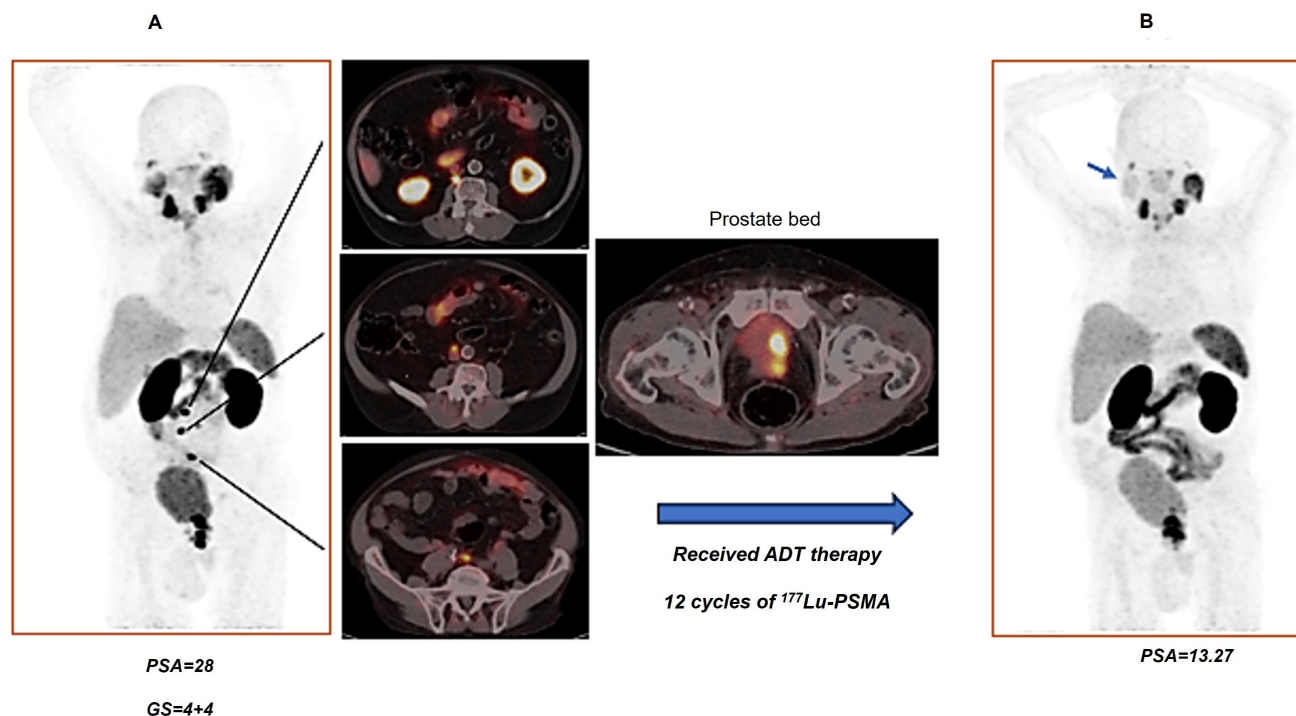 A
B
Prostate bed
Received ADT therapy
12 cycles of ¹⁷⁷Lu-PSMA
PSA=28
GS=4+4
PSA=13.27